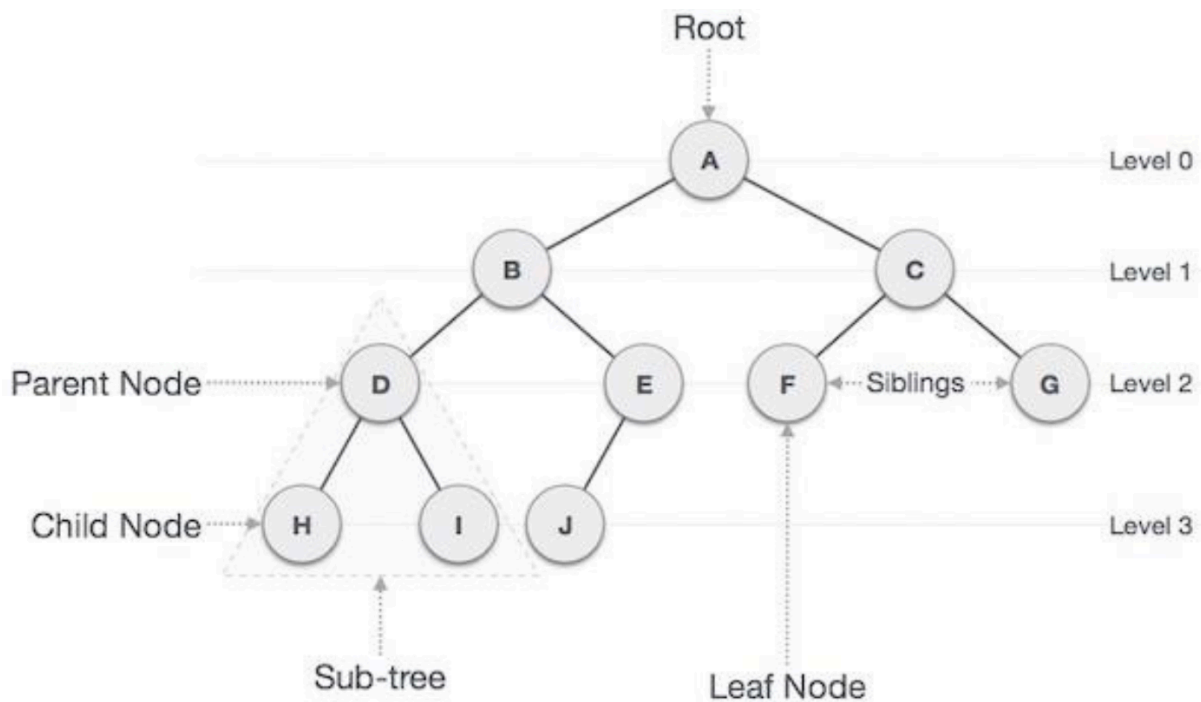 Root
A
Level 0
B
C
Level 1
Parent Node
D
E
F
Siblings
G
Level 2
Child Node
H
I
J
Level 3
Sub-tree
Leaf Node